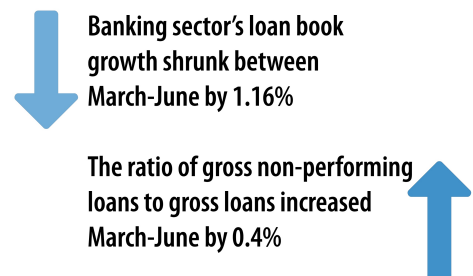 Banking sector’s loan book
growth shrunk between
March-June by 1.16%
The ratio of gross non-performing
loans to gross loans increased
March-June by 0.4%